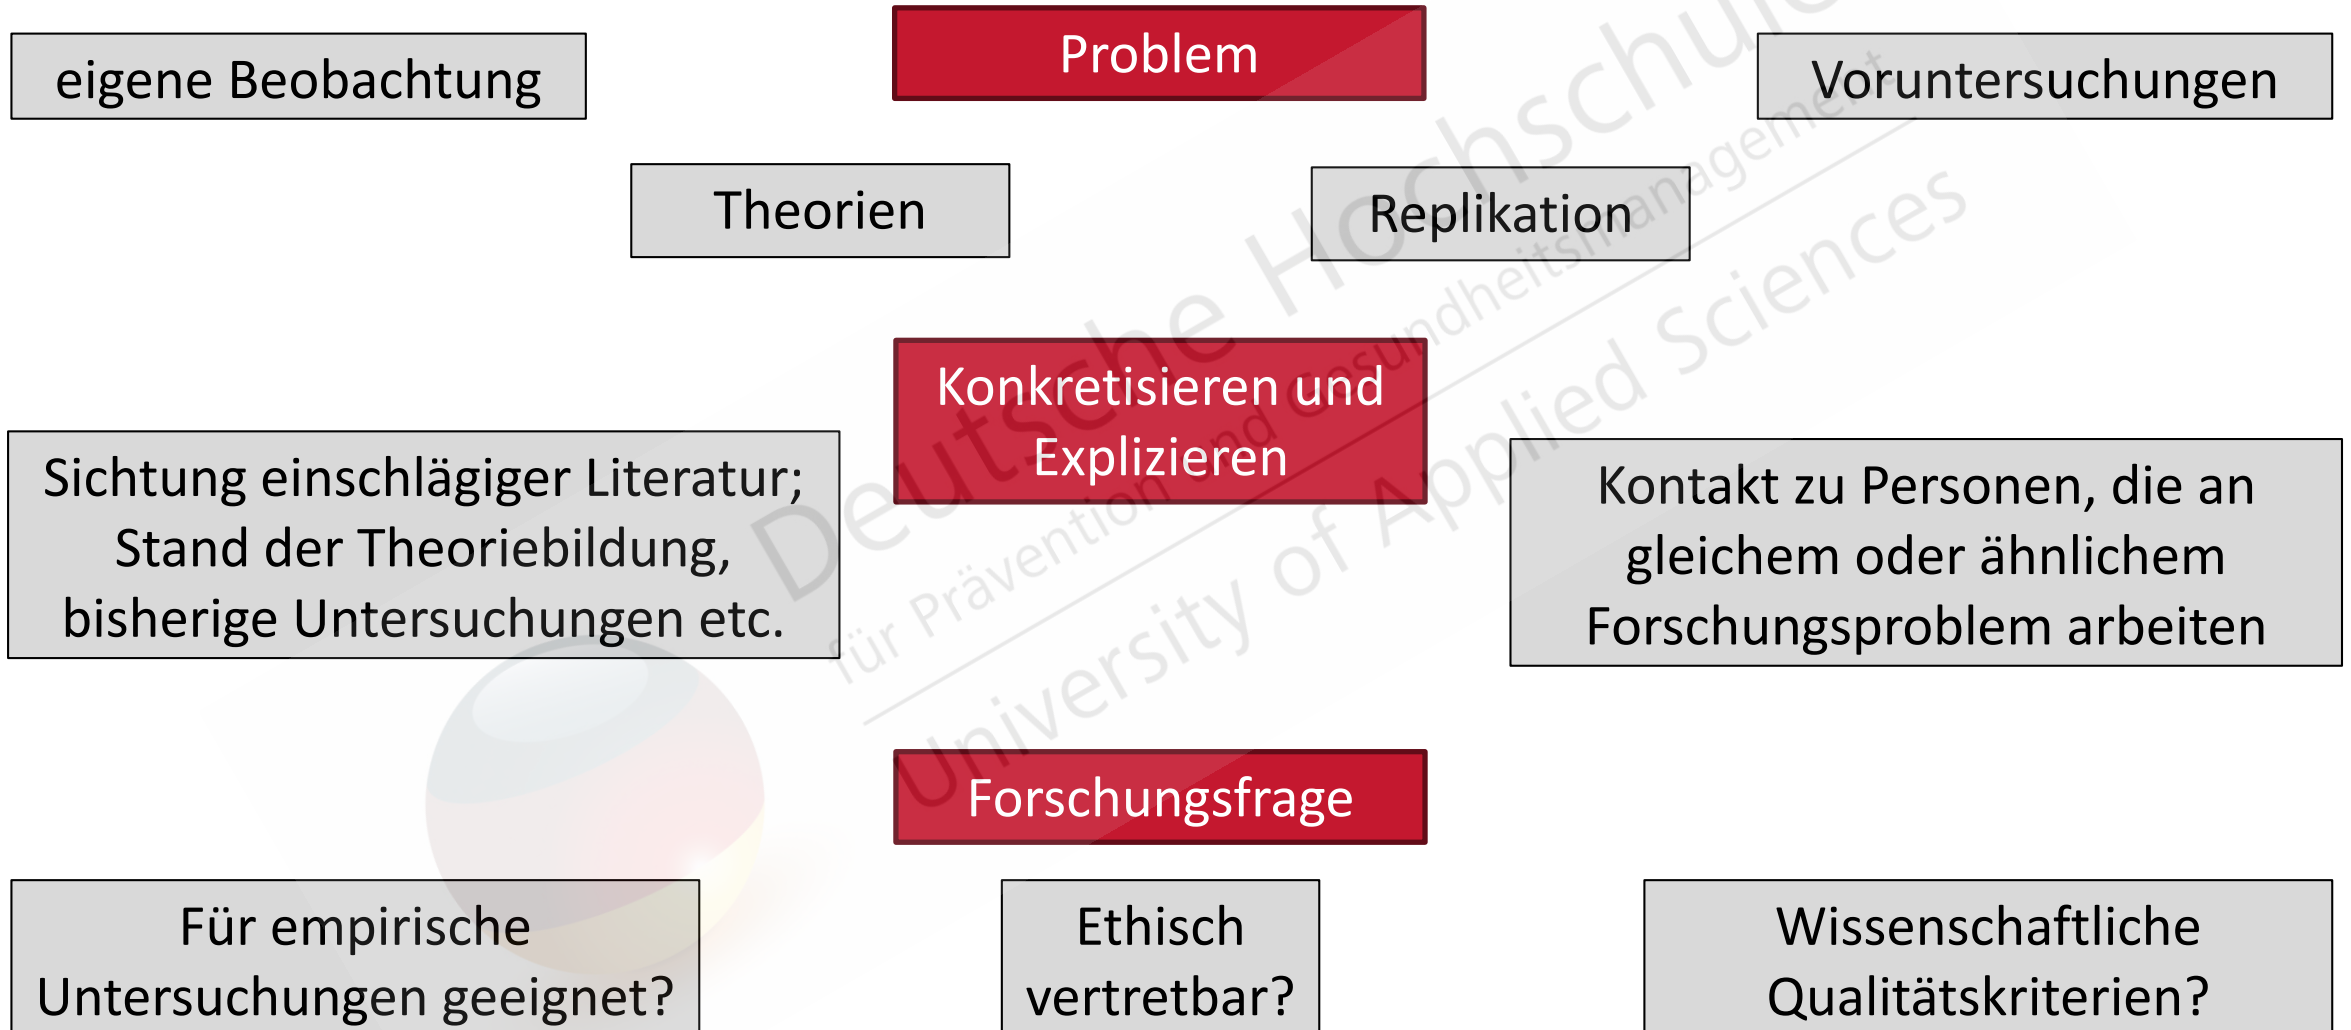 Problem
eigene Beobachtung
Voruntersuchungen
Theorien
Replikation
Konkretisieren und
Explizieren
Sichtung einschlägiger Literatur;
Stand der Theoriebildung,
bisherige Untersuchungen etc.
Kontakt zu Personen, die an
gleichem oder ähnlichem
Forschungsproblem arbeiten
Forschungsfrage
Für empirische
Untersuchungen geeignet?
Ethisch
vertretbar?
Wissenschaftliche
Qualitätskriterien?
Deutsche Hochschule
für Prävention und Gesundheitsmanagement
University of Applied Sciences